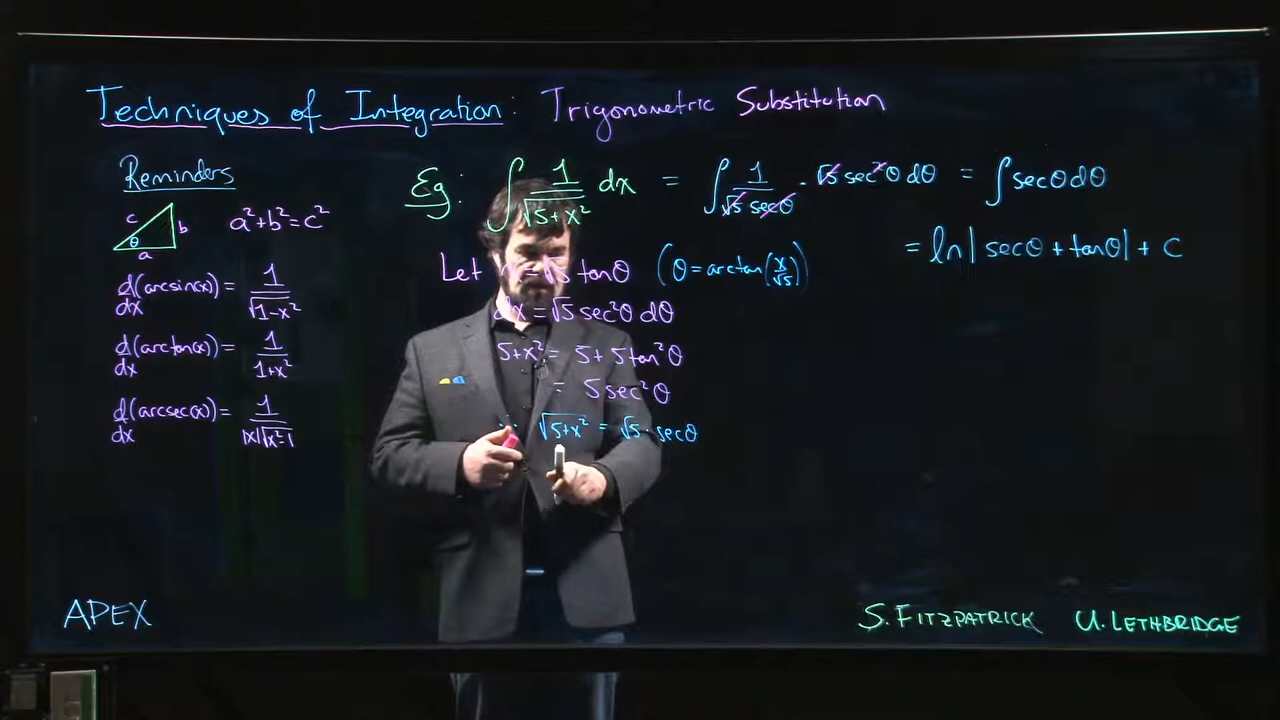 Techniques of Integration: Trigonometric Substitution
Reminders
c b θ a
a²+b²=c²
d/dx (arcsin(x)) = 1/√(1-x²)
d/dx (arctan(x)) = 1/(1+x²)
d/dx (arcsec(x)) = 1/(|x|√(x²-1))
Eg: ∫ 1/√(5+x²) dx = ∫ 1/(√5 secθ) · √5 sec²θ dθ = ∫ secθ dθ
= ln|secθ + tanθ| + c
Let x = √5 tanθ (θ = arctan(x/√5))
dx = √5 sec²θ dθ
5+x² = 5+5tan²θ
= 5sec²θ
∴ √(5+x²) = √5 · secθ
APEX
S. FITZPATRICK U. LETHBRIDGE